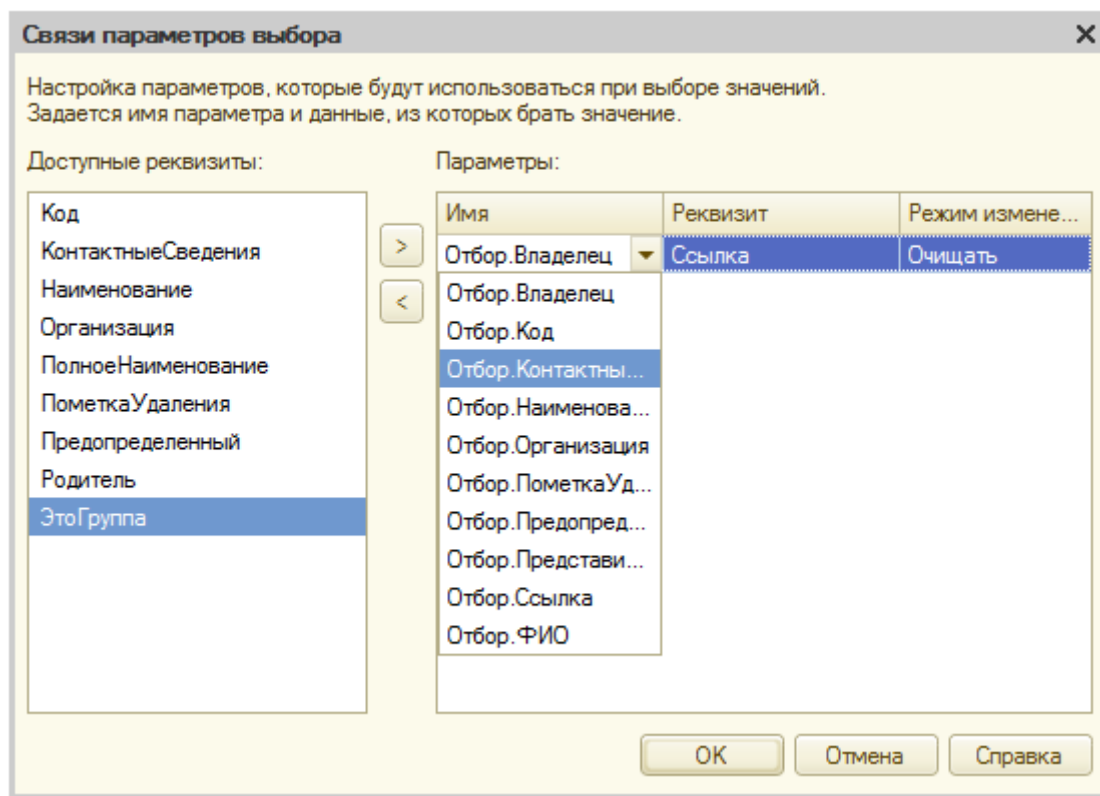 Связи параметров выбора
Настройка параметров, которые будут использоваться при выборе значений.
Задается имя параметра и данные, из которых брать значение.
Доступные реквизиты:
Код
КонтактныеСведения
Наименование
Организация
ПолноеНаименование
ПометкаУдаления
Предопределенный
Родитель
ЭтоГруппа
>
<
Параметры:
Имя Реквизит Режим измене...
Отбор.Владелец Ссылка Очищать
Отбор.Владелец
Отбор.Код
Отбор.Контактны...
Отбор.Наименова...
Отбор.Организация
Отбор.ПометкаУд...
Отбор.Предопред...
Отбор.Представи...
Отбор.Ссылка
Отбор.ФИО
OK Отмена Справка